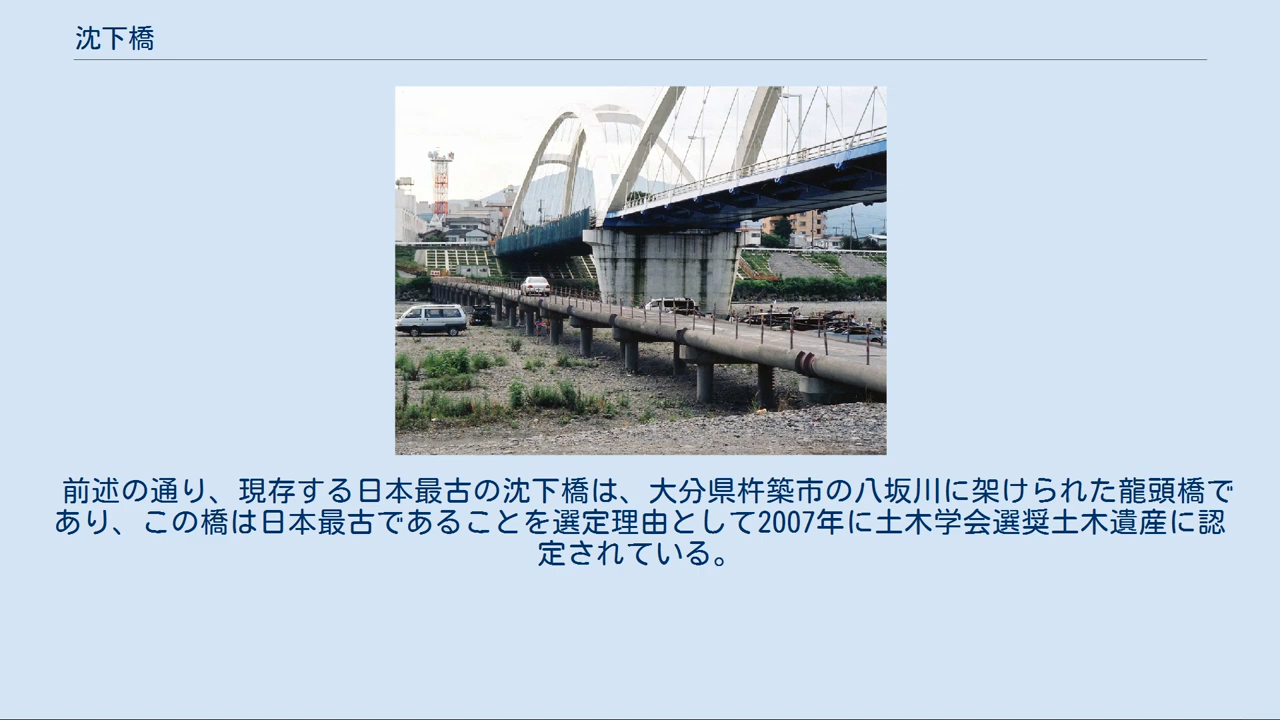 沈下橋
前述の通り、現存する日本最古の沈下橋は、大分県杵築市の八坂川に架けられた龍頭橋で
あり、この橋は日本最古であることを選定理由として2007年に土木学会選奨土木遺産に認
定されている。